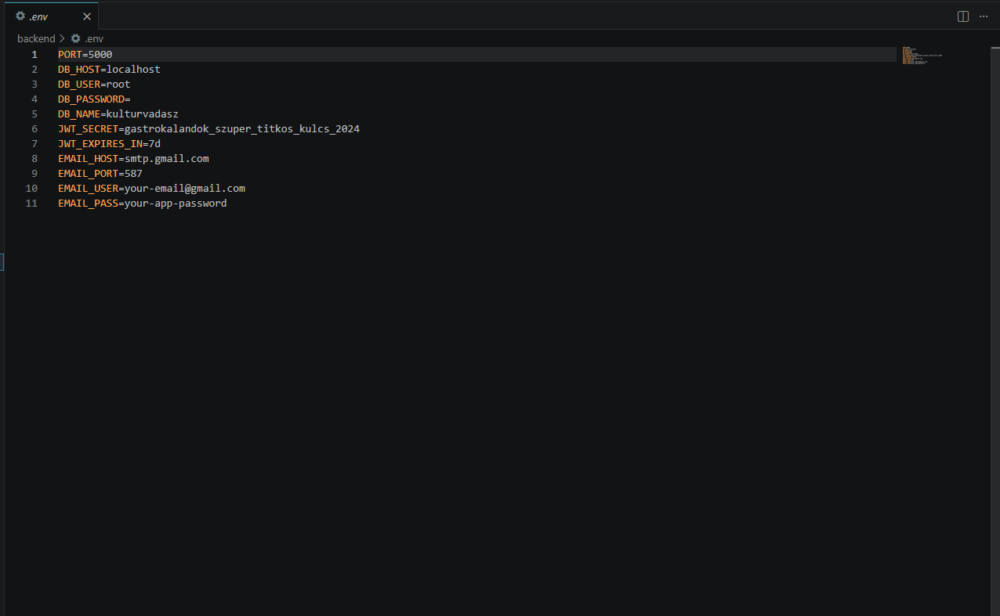 .env
backend > .env
1 PORT=5000
2 DB_HOST=localhost
3 DB_USER=root
4 DB_PASSWORD=
5 DB_NAME=kulturvadasz
6 JWT_SECRET=gastrokalandok_szuper_titkos_kulcs_2024
7 JWT_EXPIRES_IN=7d
8 EMAIL_HOST=smtp.gmail.com
9 EMAIL_PORT=587
10 EMAIL_USER=your-email@gmail.com
11 EMAIL_PASS=your-app-password